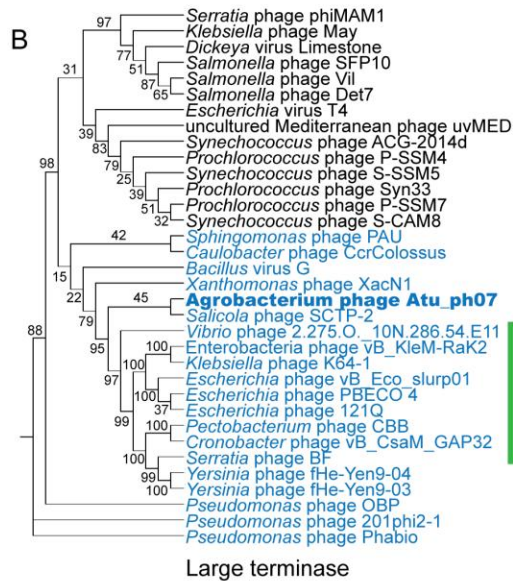 B
Serratia phage phiMAM1
Klebsiella phage May
Dickeya virus Limestone
Salmonella phage SFP10
Salmonella phage Vil
Salmonella phage Det7
Escherichia virus T4
uncultured Mediterranean phage uvMED
Synechococcus phage ACG-2014d
Prochlorococcus phage P-SSM4
Synechococcus phage S-SSM5
Prochlorococcus phage Syn33
Prochlorococcus phage P-SSM7
Synechococcus phage S-CAM8
Sphingomonas phage PAU
Caulobacter phage CcrColossus
Bacillus virus G
Xanthomonas phage XacN1
Agrobacterium phage Atu_ph07
Salicola phage SCTP-2
Vibrio phage 2.275.O._10N.286.54.E11
Enterobacteria phage vB_KleM-RaK2
Klebsiella phage K64-1
Escherichia phage vB_Eco_slurp01
Escherichia phage PBECO 4
Escherichia phage 121Q
Pectobacterium phage CBB
Cronobacter phage vB_CsaM_GAP32
Serratia phage BF
Yersinia phage fHe-Yen9-04
Yersinia phage fHe-Yen9-03
Pseudomonas phage OBP
Pseudomonas phage 201phi2-1
Pseudomonas phage Phabio
97
77
51
87
65
31
39
83
79
25
39
51
32
98
42
15
22
79
45
95
97
100
100
100
37
99
100
100
99
100
88
Large terminase